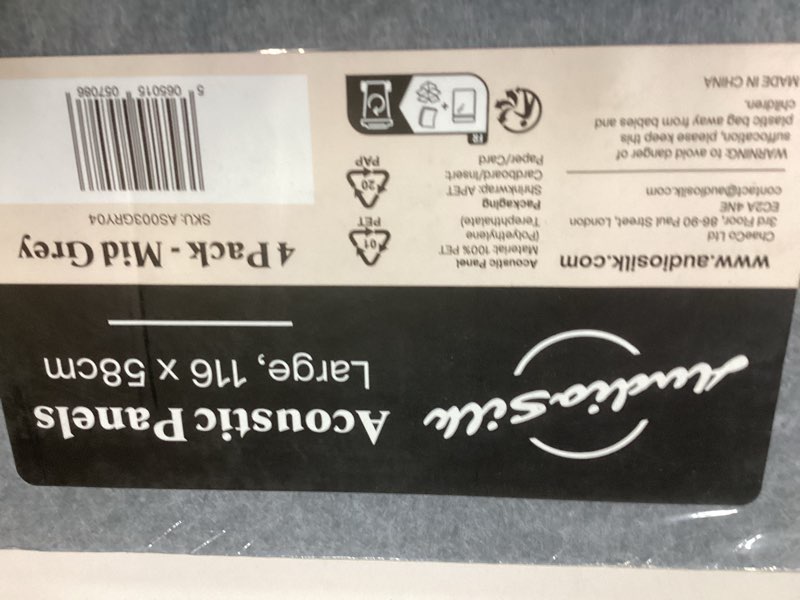 AudioSilk
Acoustic Panels
Large, 116 x 58cm
www.audiosilk.com
ChaeCo Ltd
3rd Floor, 86-90 Paul Street, London
EC2A 4NE
contact@audiosilk.com
WARNING: to avoid danger of
suffocation, please keep this
plastic bag away from babies and
children.
MADE IN CHINA
Acoustic Panel
Material: 100% PET
(Polyethylene
Terephthalate)
Packaging
Shrinkwrap: APET
Cardboard/Insert:
Paper/Card
01
PET
20
PAP
FR
4 Pack - Mid Grey
SKU: AS003GRY04
5 065015 057086